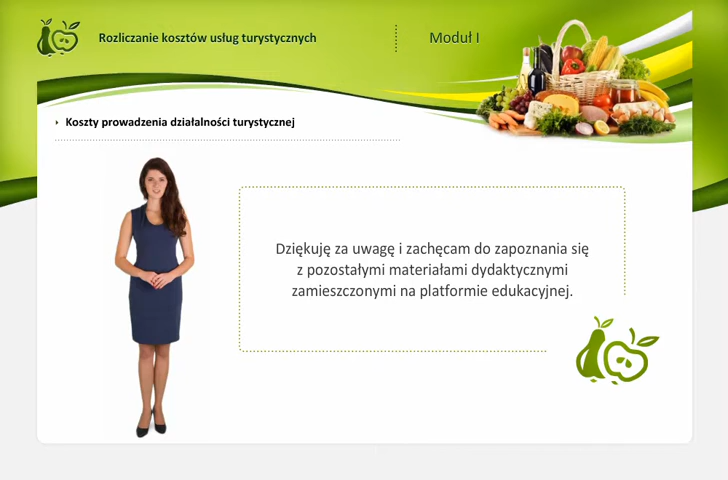 Rozliczanie kosztów usług turystycznych
Moduł I
Koszty prowadzenia działalności turystycznej
Dziękuję za uwagę i zachęcam do zapoznania się
z pozostałymi materiałami dydaktycznymi
zamieszczonymi na platformie edukacyjnej.